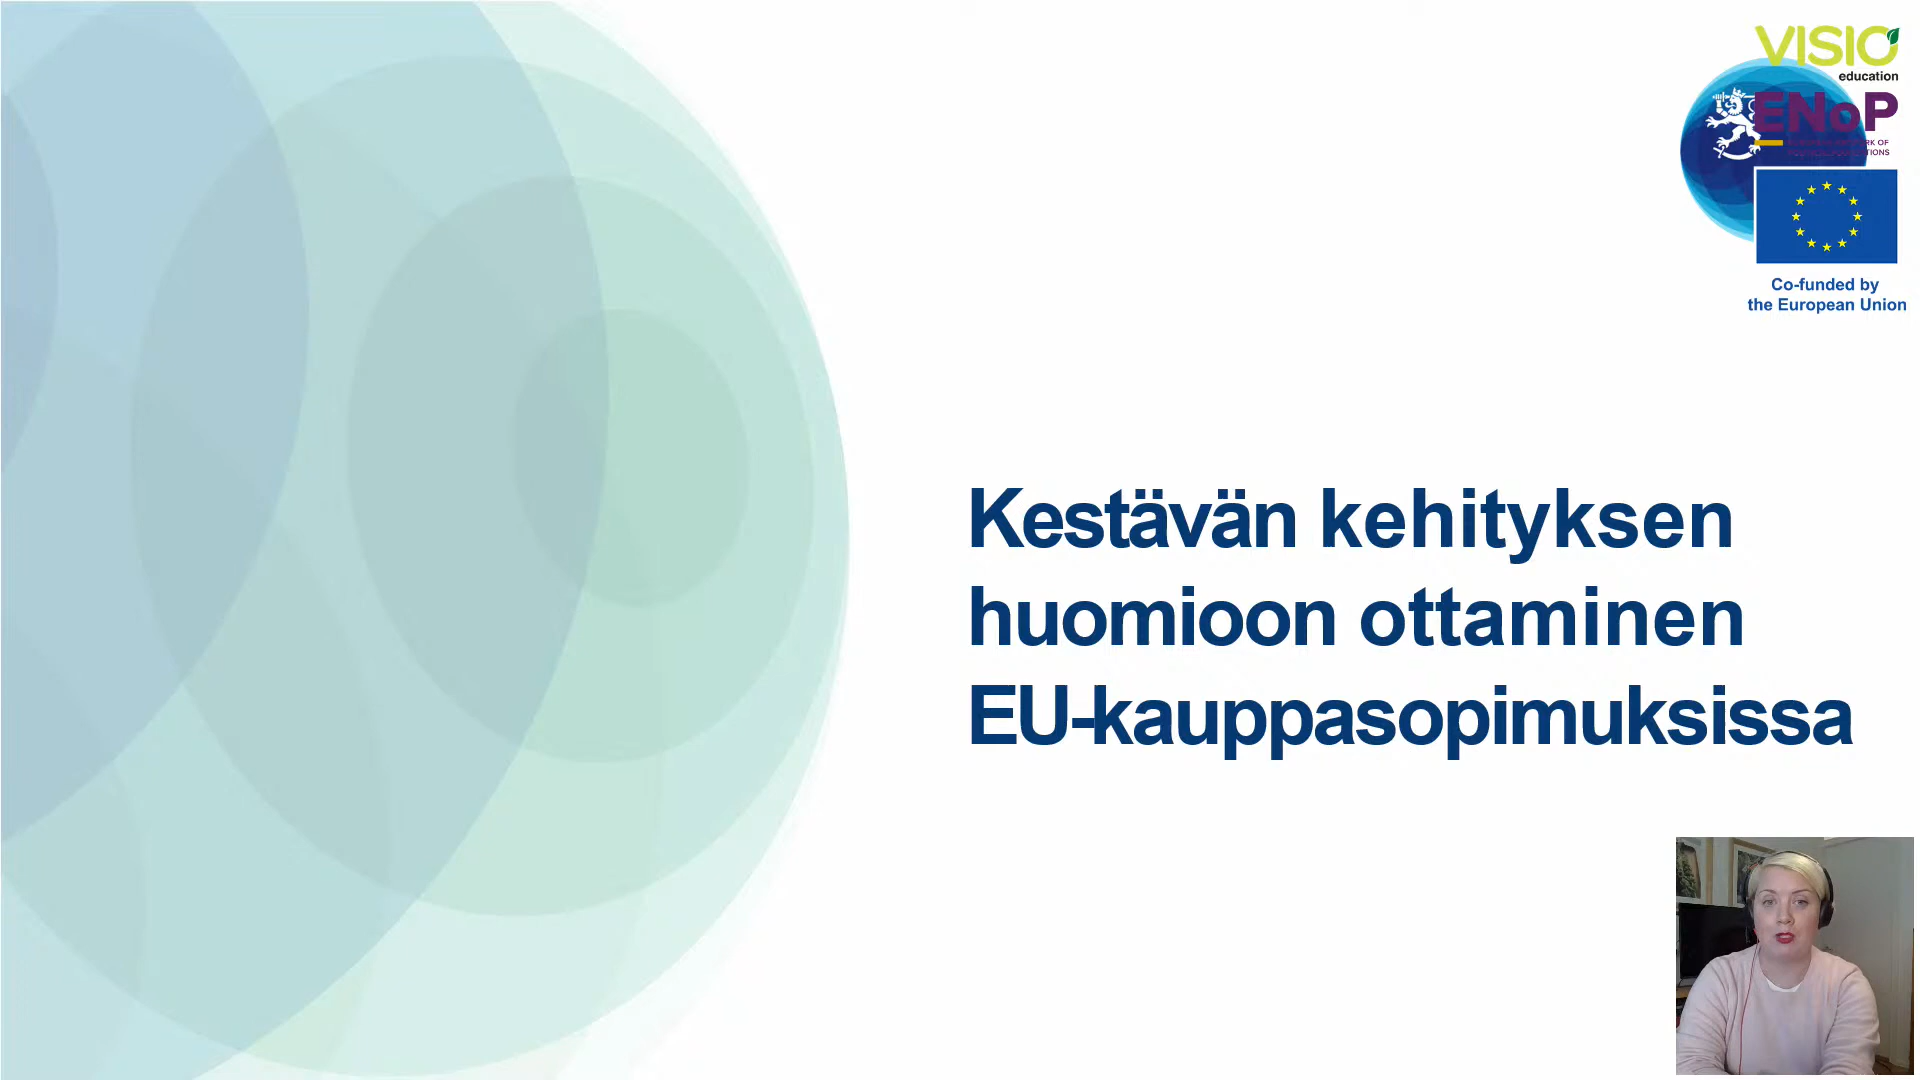 VISIO
education
ENoP
Co-funded by
the European Union
Kestävän kehityksen
huomioon ottaminen
EU-kauppasopimuksissa